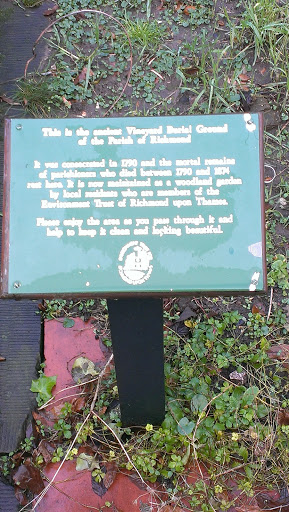 This is the ancient Vineyard Burial Ground
of the Parish of Richmond
It was consecrated in 1790 and the mortal remains
of parishioners who died between 1790 and 1874
rest here. It is now maintained as a woodland garden
by local residents who are members of the
Environment Trust of Richmond upon Thames.
Please enjoy the area as you pass through it and
help to keep it clean and looking beautiful.